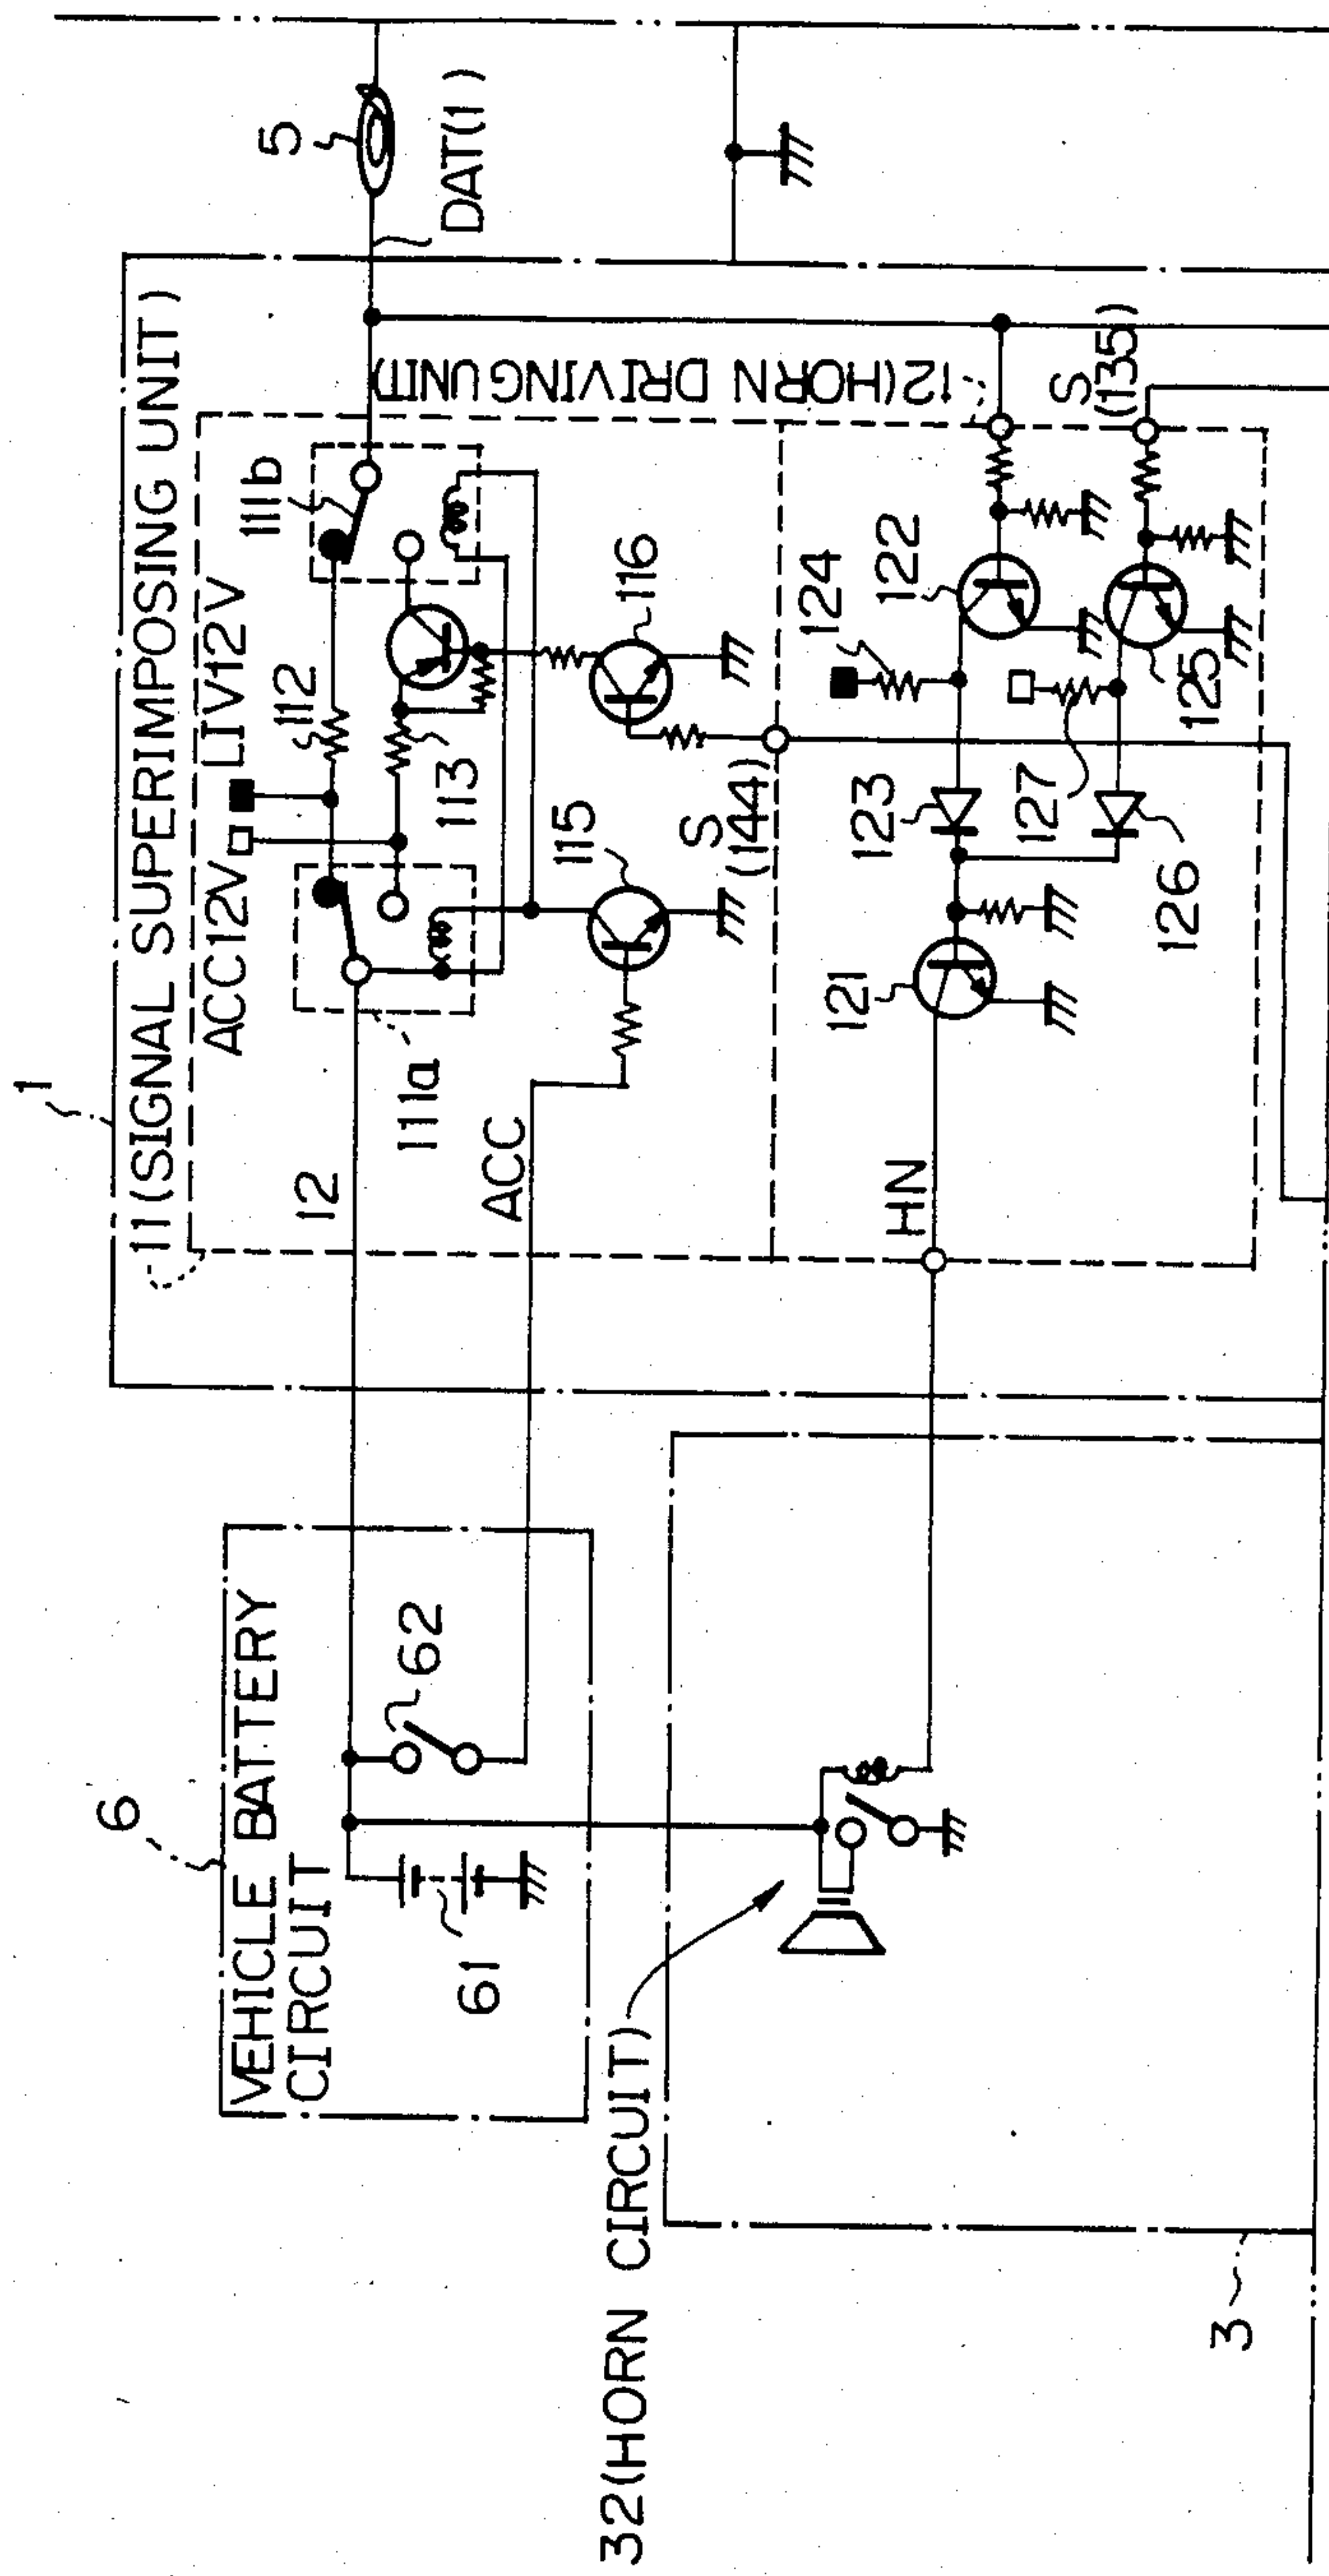 1
11(SIGNAL SUPERIMPOSING UNIT)
6
VEHICLE BATTERY
CIRCUIT
ACC12V
LIV12V
5
DAT(1)
12
111a
112
111b
113
62
61
ACC
115
116
12(HORN DRIVING UNIT)
S
(144)
32(HORN CIRCUIT)
HN
121
123
124
122
S
(135)
127
126
125
3